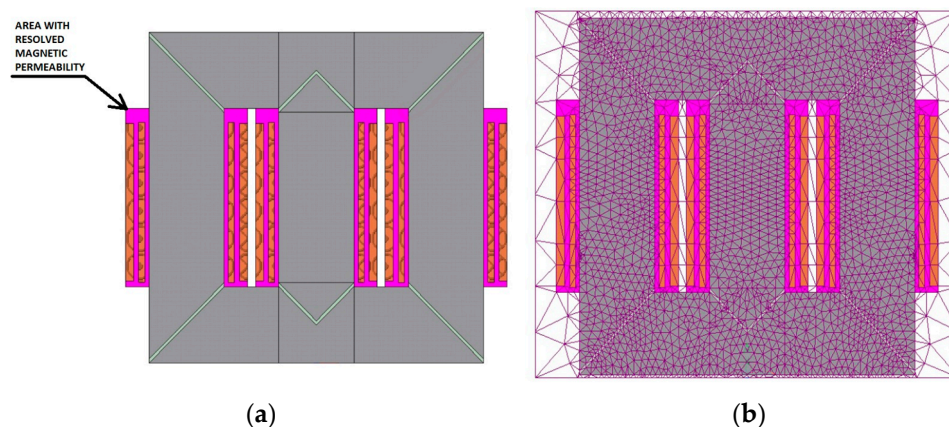 AREA WITH
RESOLVED
MAGNETIC
PERMEABILITY
(a)
(b)